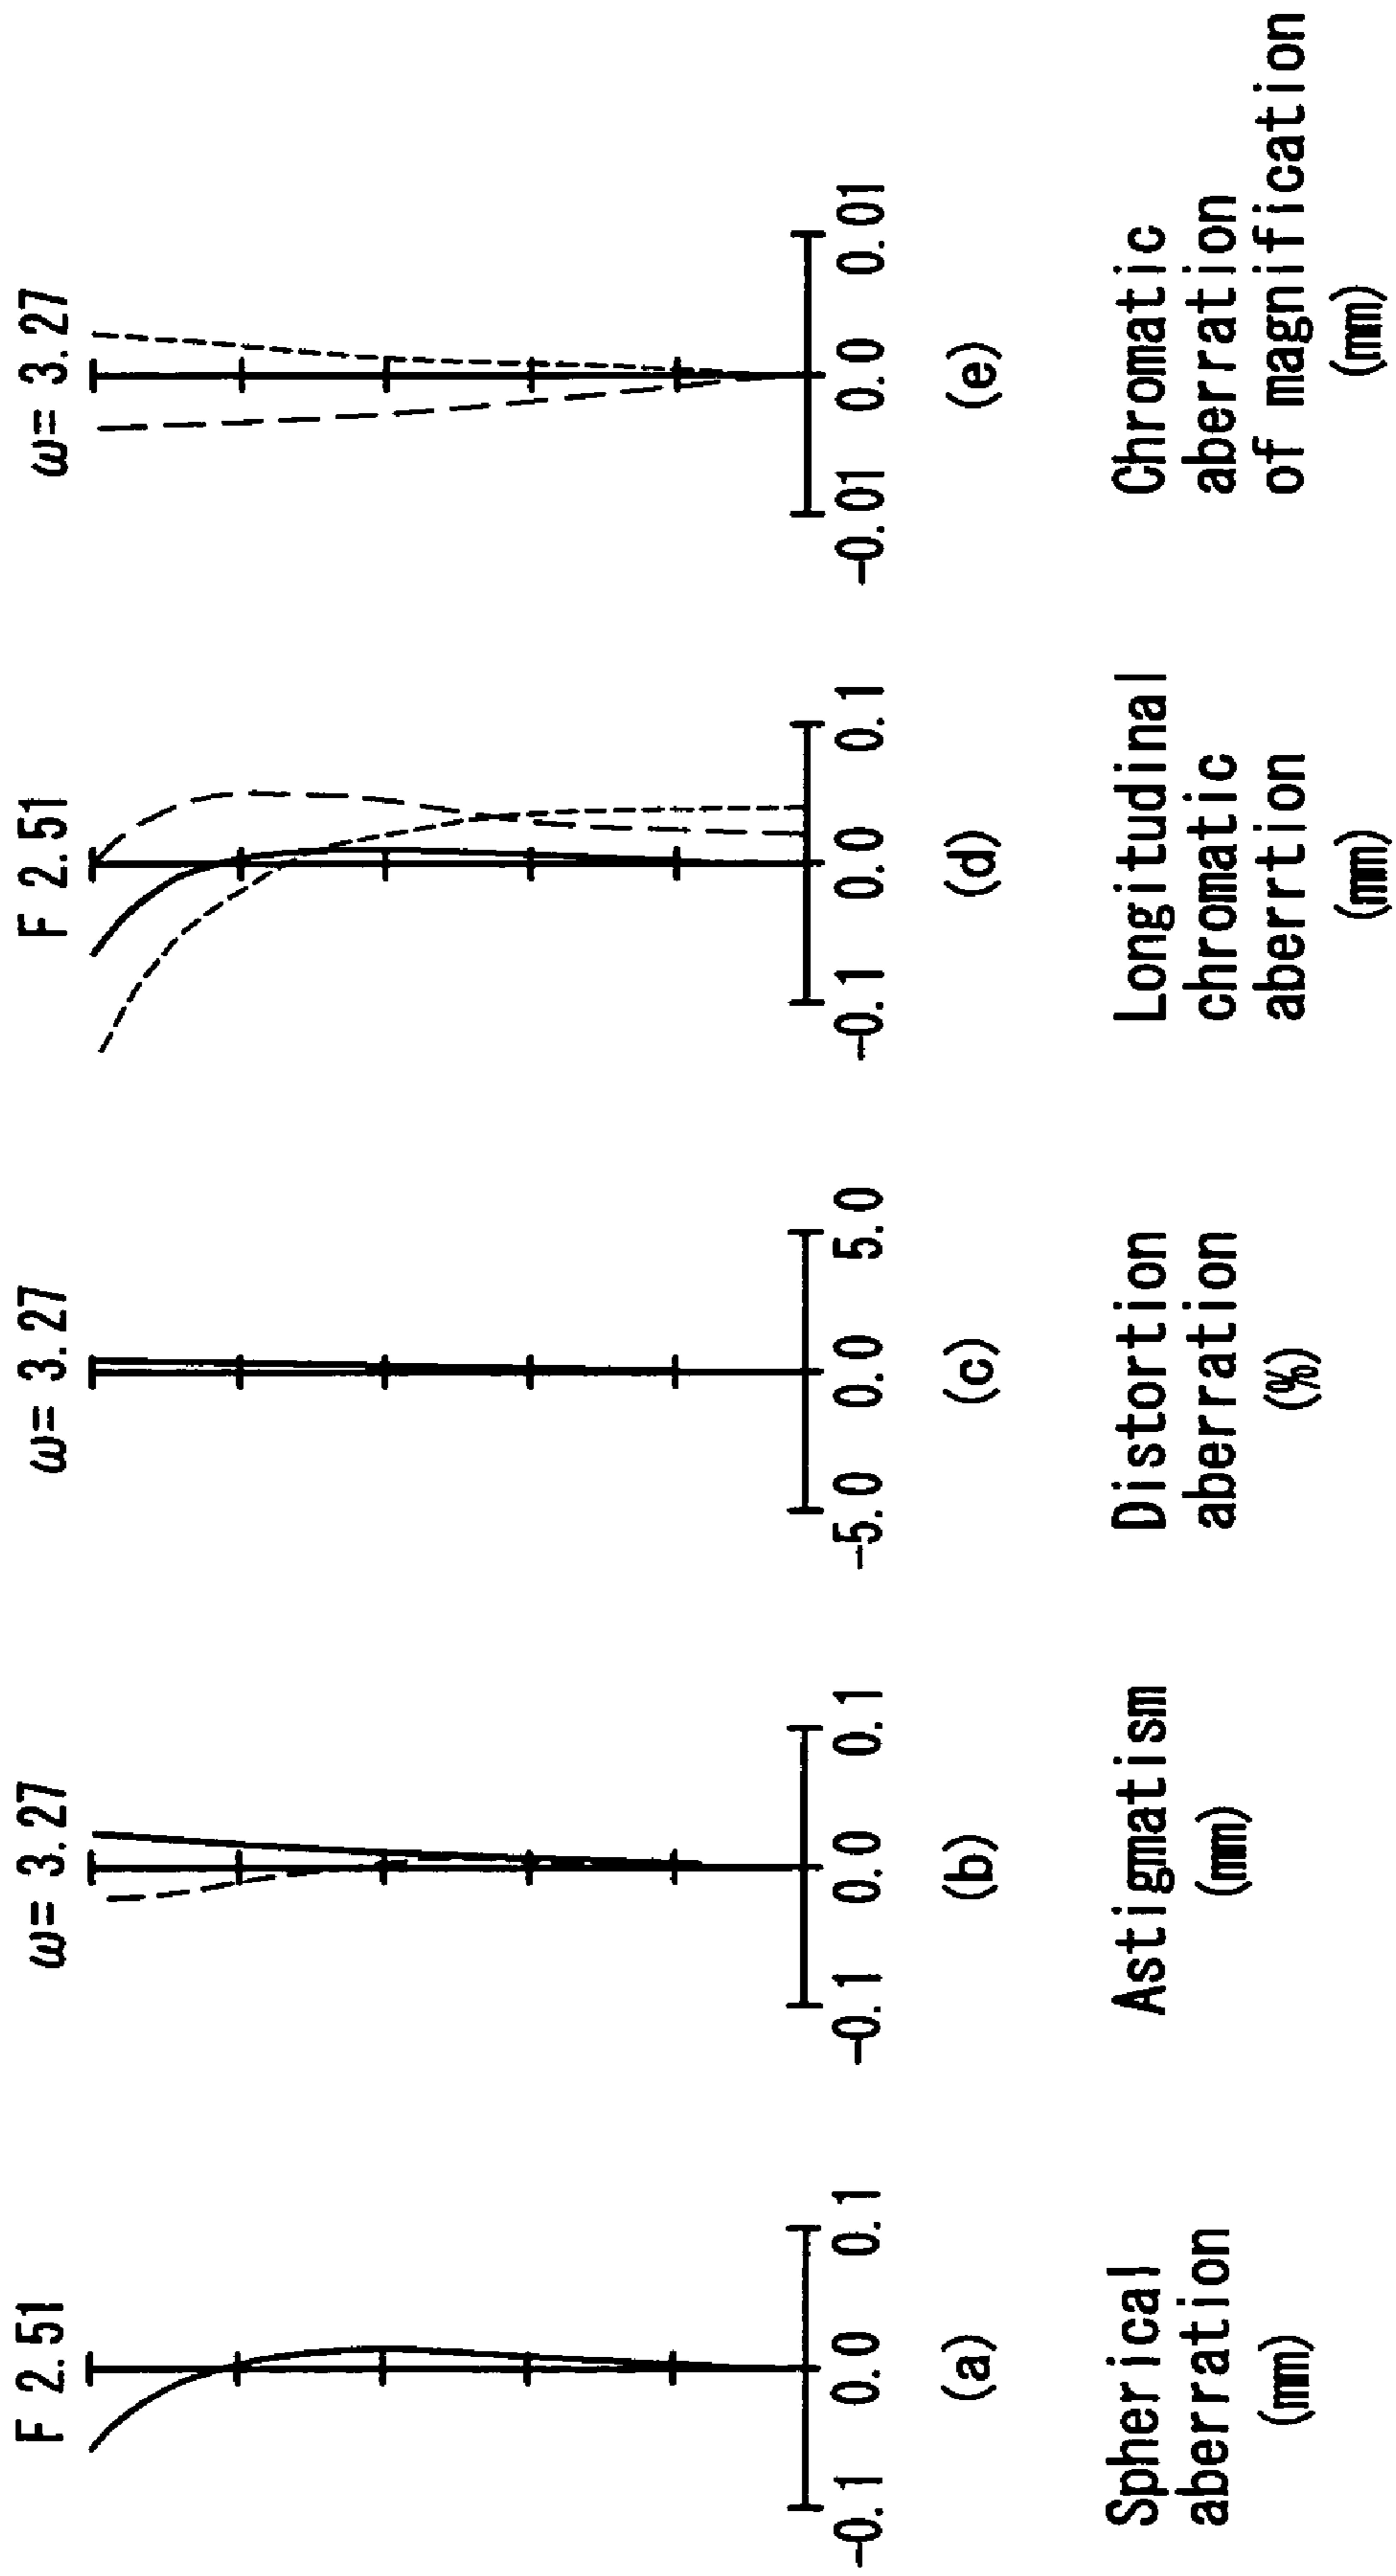 F 2.51
-0.1 0.0 0.1
(a)
Spherical
aberration
(mm)
ω= 3.27
-0.1 0.0 0.1
(b)
Astigmatism
(mm)
ω= 3.27
-5.0 0.0 5.0
(c)
Distortion
aberration
(%)
F 2.51
-0.1 0.0 0.1
(d)
Longitudinal
chromatic
aberrtion
(mm)
ω= 3.27
-0.01 0.0 0.01
(e)
Chromatic
aberration
of magnification
(mm)